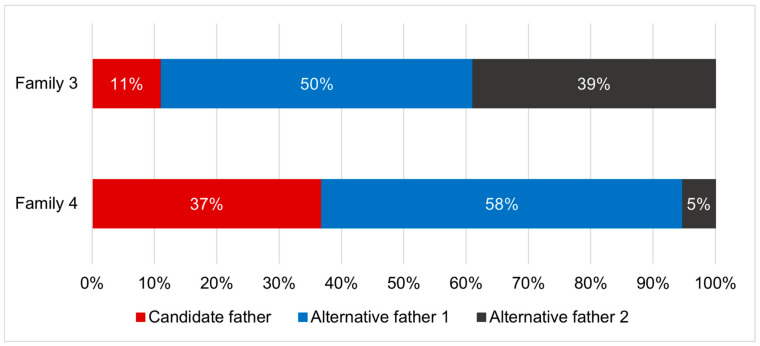 Family 3
11% 50% 39%
Family 4
37% 58% 5%
0% 10% 20% 30% 40% 50% 60% 70% 80% 90% 100%
Candidate father Alternative father 1 Alternative father 2